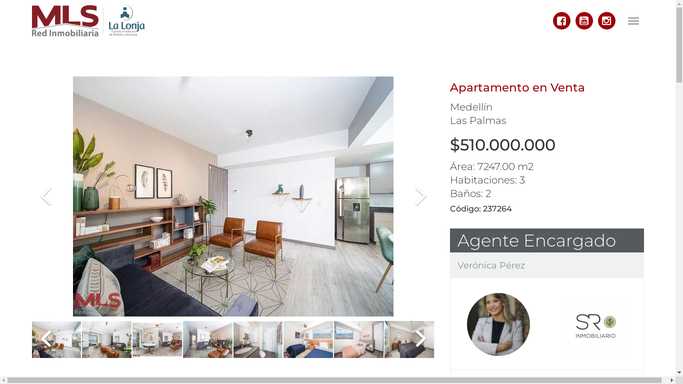 MLS
Red Inmobiliaria
La Lonja
Apartamento en Venta
Medellín
Las Palmas
$510.000.000
Área: 7247.00 m2
Habitaciones: 3
Baños: 2
Código: 237264
Agente Encargado
Verónica Pérez
MLS
SR
INMOBILIARIO